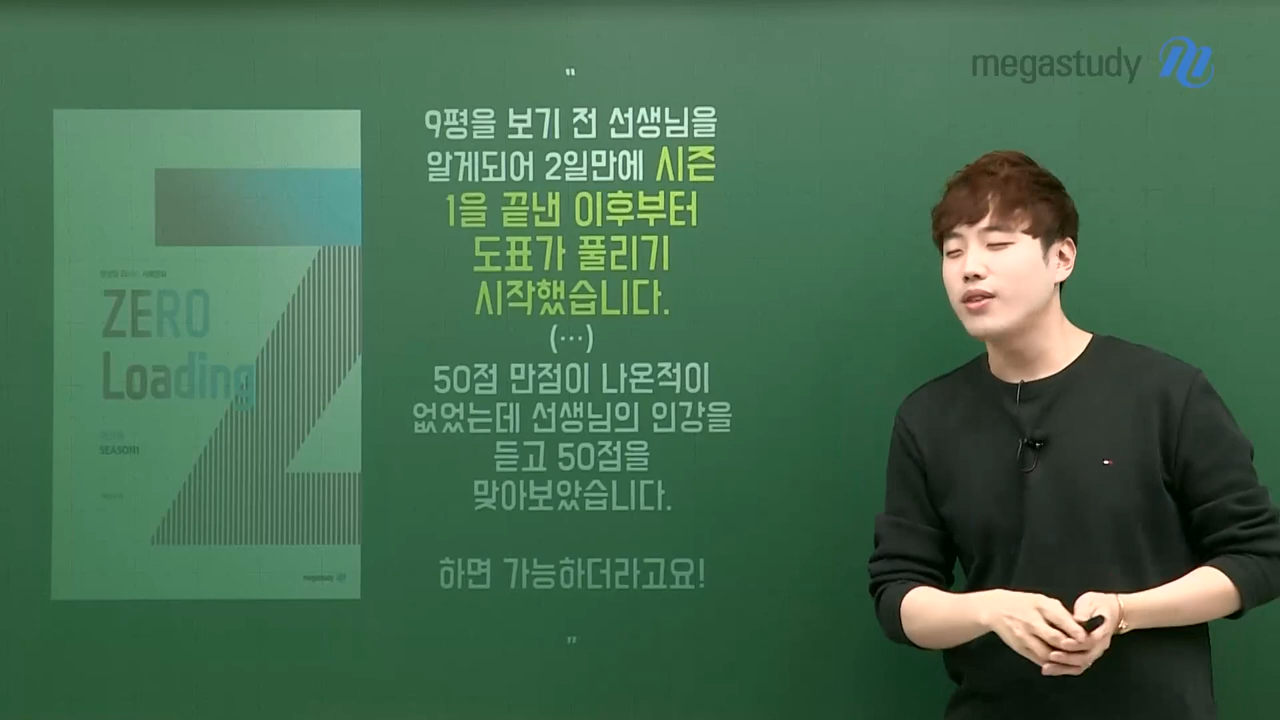 megastudy
"
9평을 보기 전 선생님을
알게되어 2일만에 시즌
1을 끝낸 이후부터
도표가 풀리기
시작했습니다.
(…)
50점 만점이 나온적이
없었는데 선생님의 인강을
듣고 50점을
맞아보았습니다.
하면 가능하더라고요!
"
ZERO
Loading
SEASON1
megastudy